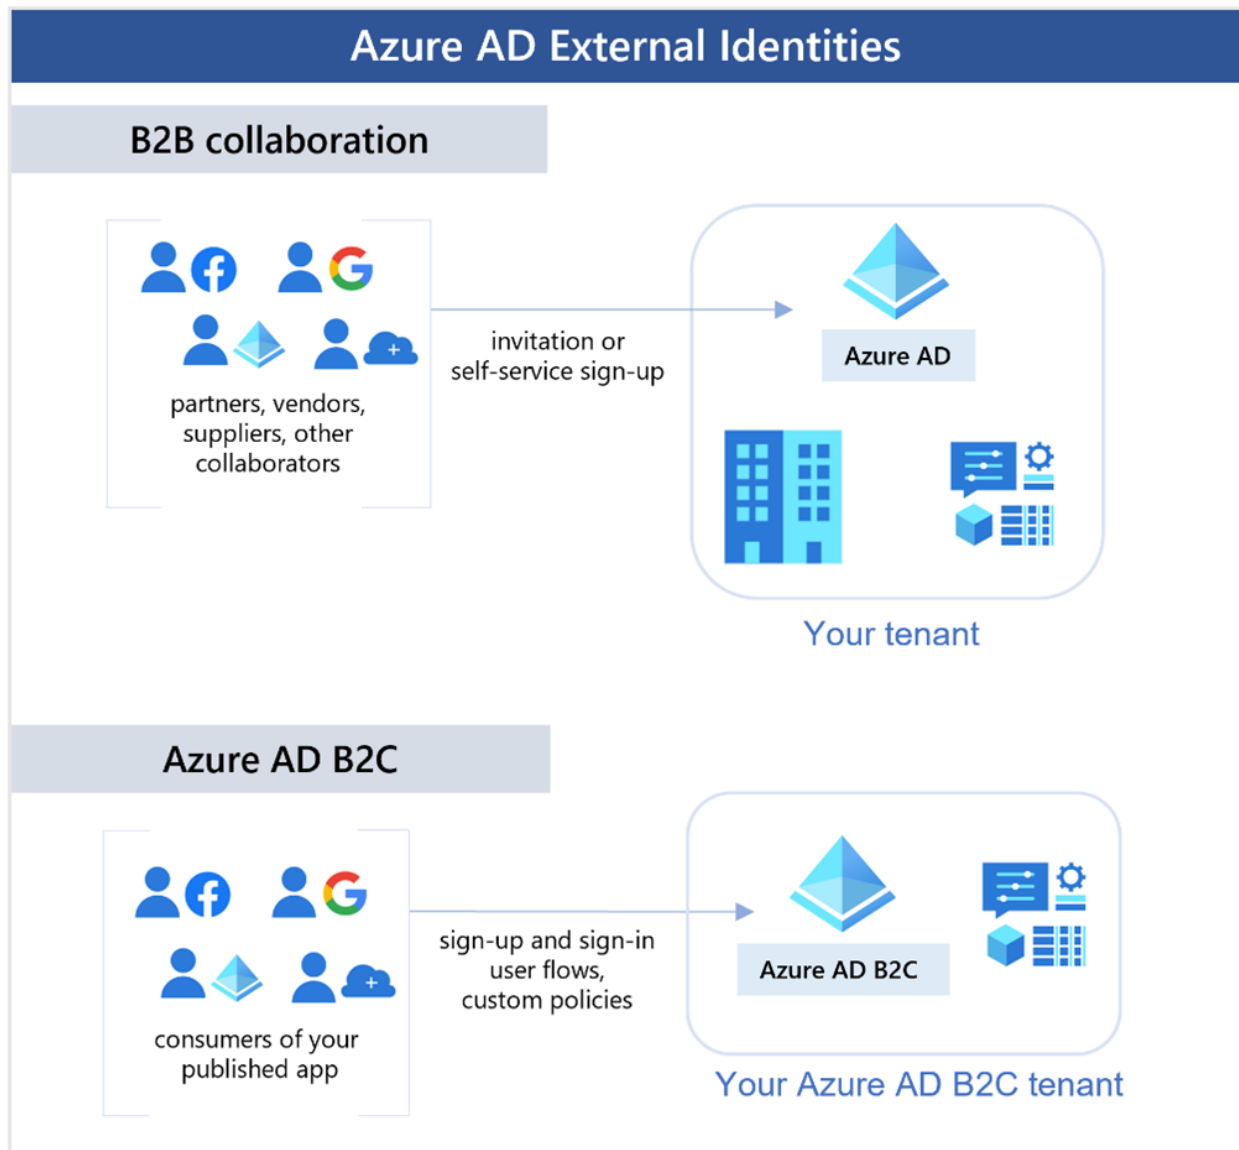 Azure AD External Identities
B2B collaboration
partners, vendors,
suppliers, other
collaborators
invitation or
self-service sign-up
Azure AD
Your tenant
Azure AD B2C
consumers of your
published app
sign-up and sign-in
user flows,
custom policies
Azure AD B2C
Your Azure AD B2C tenant